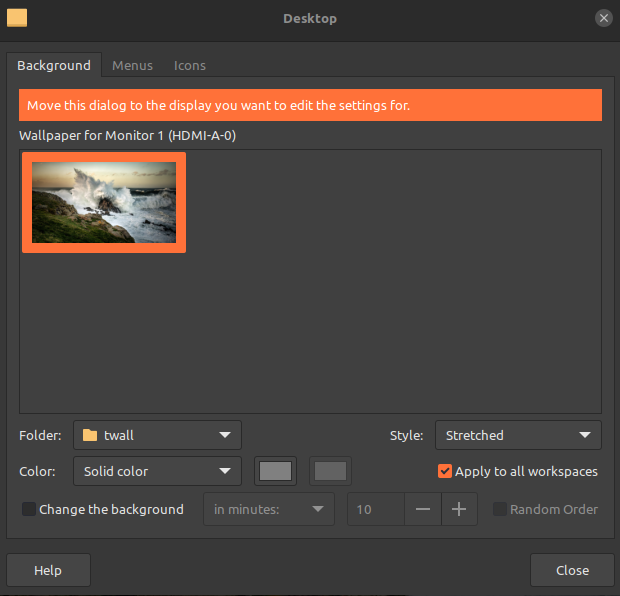 Desktop
Background Menus Icons
Move this dialog to the display you want to edit the settings for.
Wallpaper for Monitor 1 (HDMI-A-0)
Folder: twall Style: Stretched
Color: Solid color Apply to all workspaces
Change the background in minutes: 10 Random Order
Help Close